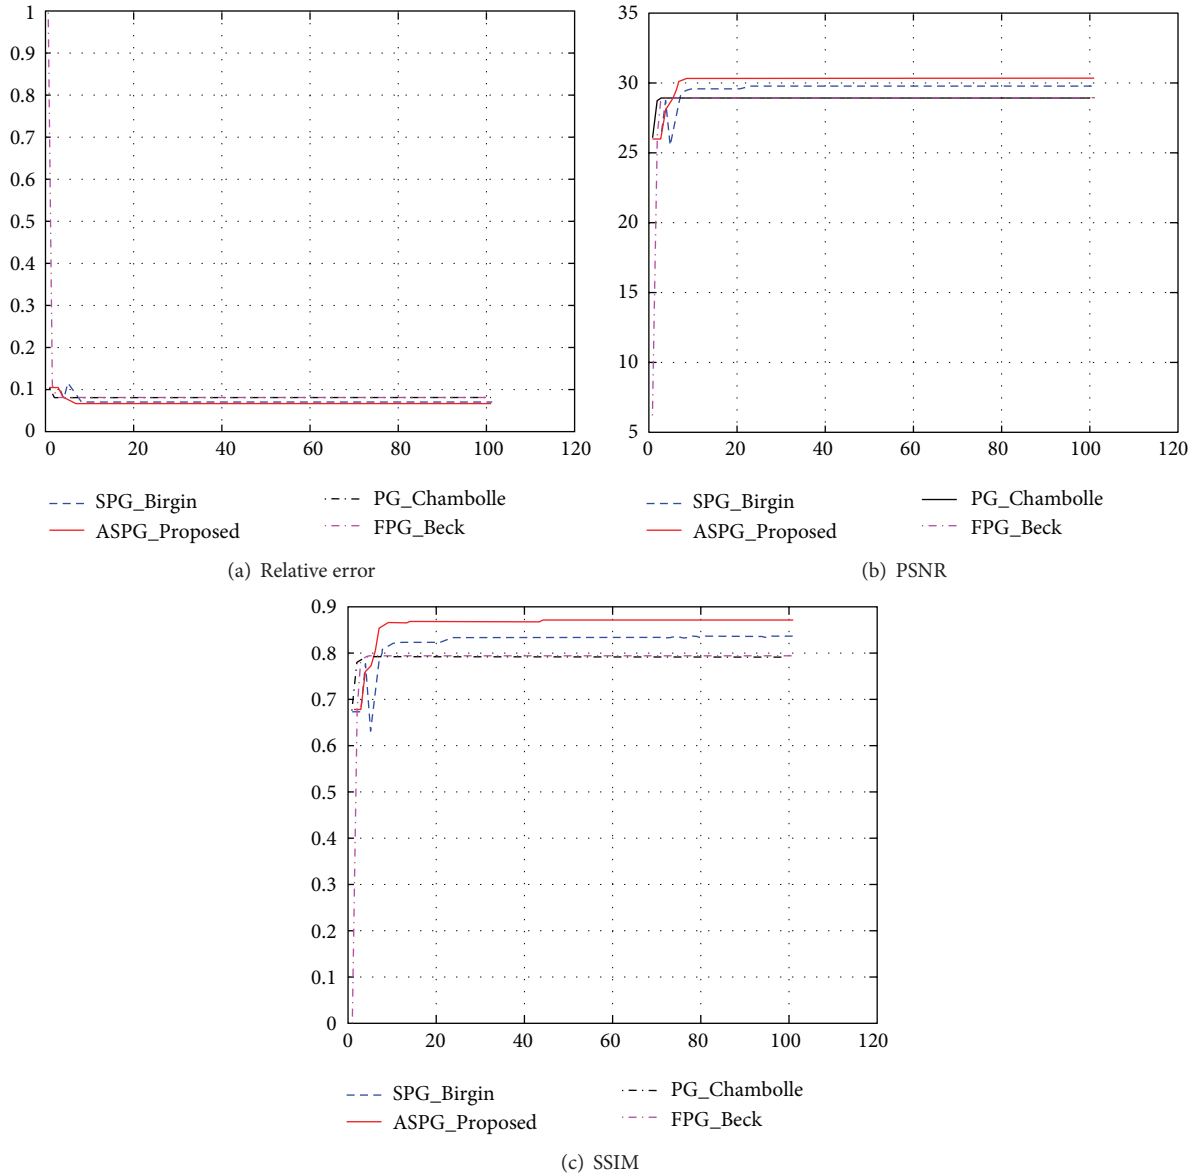 1
0.9
0.8
0.7
0.6
0.5
0.4
0.3
0.2
0.1
0
0 20 40 60 80 100 120
SPG_Birgin
ASPG_Proposed
PG_Chambolle
FPG_Beck
(a) Relative error
35
30
25
20
15
10
5
0 20 40 60 80 100 120
SPG_Birgin
ASPG_Proposed
PG_Chambolle
FPG_Beck
(b) PSNR
0.9
0.8
0.7
0.6
0.5
0.4
0.3
0.2
0.1
0
0 20 40 60 80 100 120
SPG_Birgin
ASPG_Proposed
PG_Chambolle
FPG_Beck
(c) SSIM